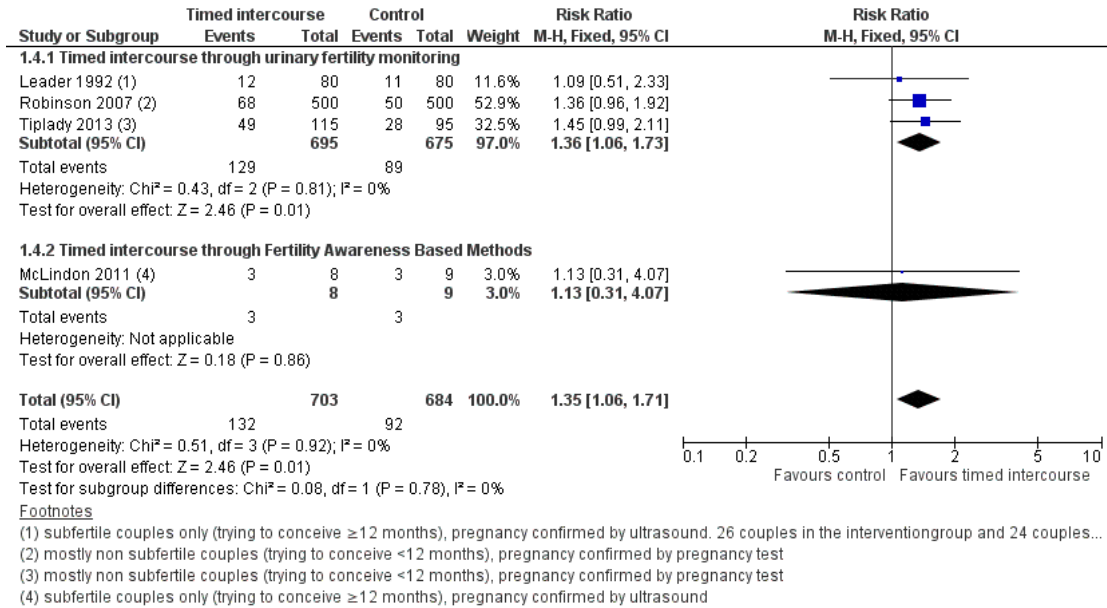 Timed intercourse Control Risk Ratio Risk Ratio
Study or Subgroup Events Total Events Total Weight M-H, Fixed, 95% CI M-H, Fixed, 95% CI
1.4.1 Timed intercourse through urinary fertility monitoring
Leader 1992 (1) 12 80 11 80 11.6% 1.09 [0.51, 2.33]
Robinson 2007 (2) 68 500 50 500 52.9% 1.36 [0.96, 1.92]
Tiplady 2013 (3) 49 115 28 95 32.5% 1.45 [0.99, 2.11]
Subtotal (95% CI) 695 675 97.0% 1.36 [1.06, 1.73]
Total events 129 89
Heterogeneity: Chi² = 0.43, df = 2 (P = 0.81); I² = 0%
Test for overall effect: Z = 2.46 (P = 0.01)
1.4.2 Timed intercourse through Fertility Awareness Based Methods
McLindon 2011 (4) 3 8 3 9 3.0% 1.13 [0.31, 4.07]
Subtotal (95% CI) 8 9 3.0% 1.13 [0.31, 4.07]
Total events 3 3
Heterogeneity: Not applicable
Test for overall effect: Z = 0.18 (P = 0.86)
Total (95% CI) 703 684 100.0% 1.35 [1.06, 1.71]
Total events 132 92
Heterogeneity: Chi² = 0.51, df = 3 (P = 0.92); I² = 0%
Test for overall effect: Z = 2.46 (P = 0.01)
Test for subgroup differences: Chi² = 0.08, df = 1 (P = 0.78), I² = 0%
0.1 0.2 0.5 1 2 5 10
Favours control Favours timed intercourse
Footnotes
(1) subfertile couples only (trying to conceive ≥12 months), pregnancy confirmed by ultrasound. 26 couples in the interventiongroup and 24 couples...
(2) mostly non subfertile couples (trying to conceive <12 months), pregnancy confirmed by pregnancy test
(3) mostly non subfertile couples (trying to conceive <12 months), pregnancy confirmed by pregnancy test
(4) subfertile couples only (trying to conceive ≥12 months), pregnancy confirmed by ultrasound